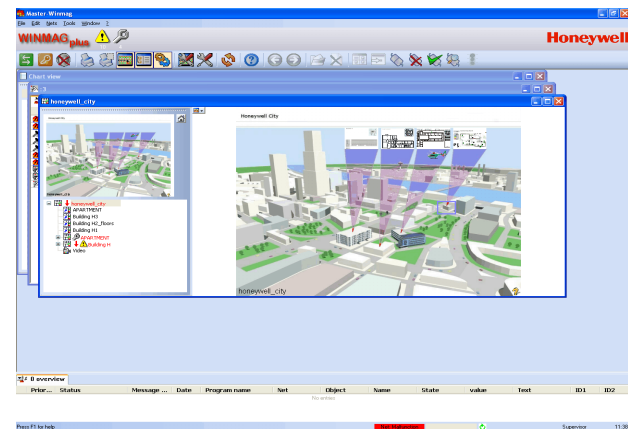 Master Winmag
File Edit Nets Tools Window ?
WINMAG plus
Honeywell
Chart view
:3
honeywell_city
Honeywell City
honeywell_city
APARTMENT
Building H3
Building H2_floors
Building H1
APARTMENT
Building H
Video
honeywell_city
0 overview
Prior... Status Message ... Date Program name Net Object Name State value Text ID1 ID2
No entries
Press F1 for help
Supervisor 11:38